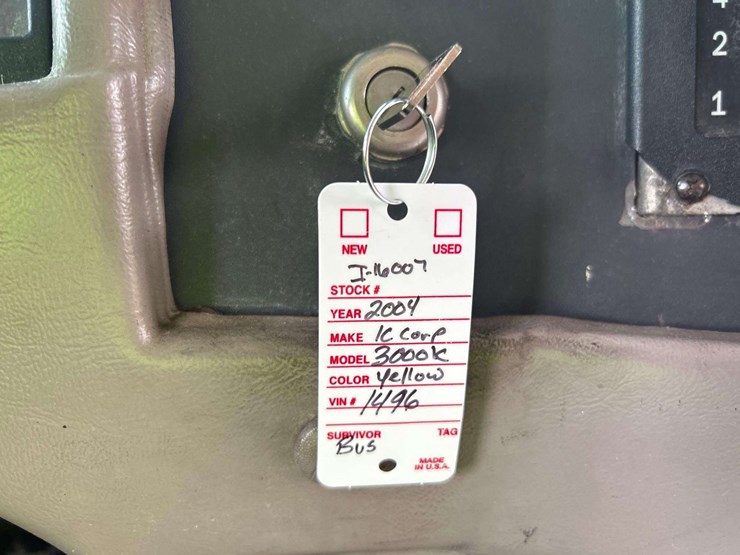 2
1
NEW USED
I-16007
STOCK #
YEAR 2004
MAKE IC Corp
MODEL 3000IC
COLOR Yellow
VIN # 1496
SURVIVOR TAG
Bus
MADE
IN U.S.A.